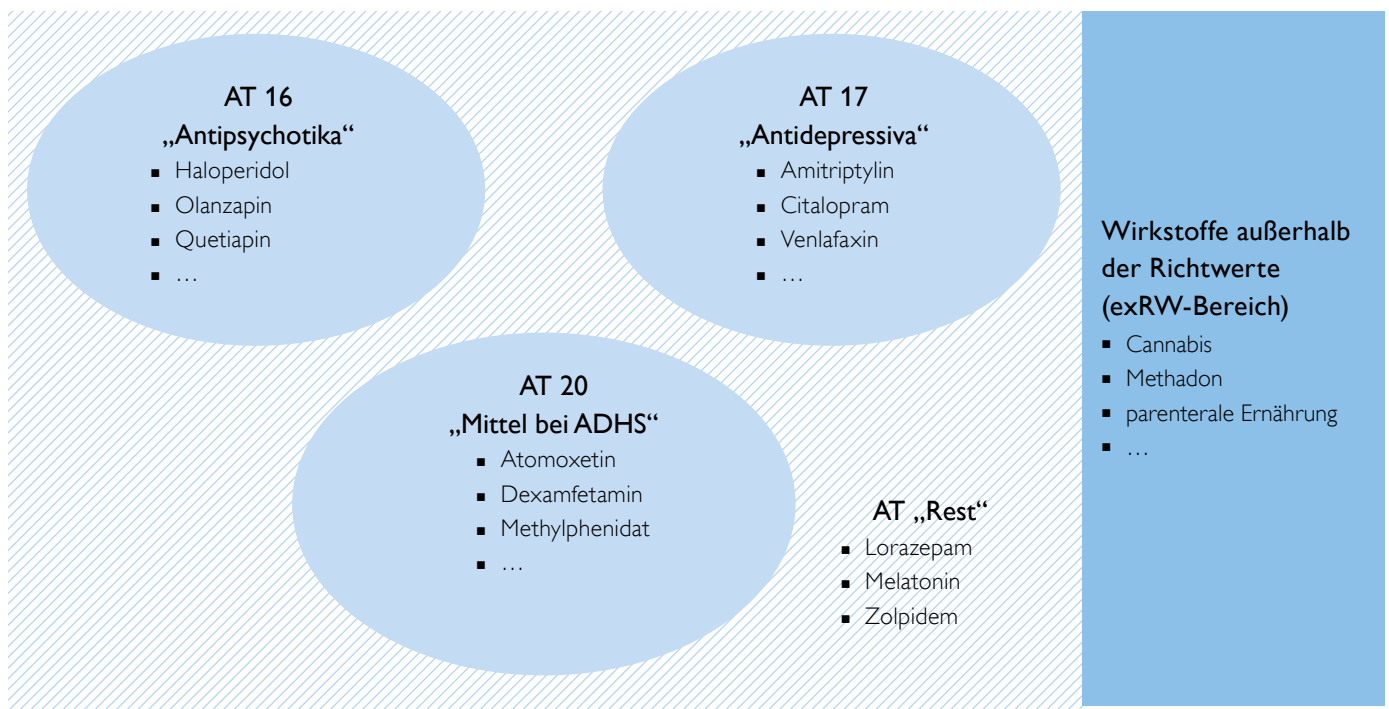 AT 16
„Antipsychotika“
▪ Haloperidol
▪ Olanzapin
▪ Quetiapin
▪ …
AT 17
„Antidepressiva“
▪ Amitriptylin
▪ Citalopram
▪ Venlafaxin
▪ …
AT 20
„Mittel bei ADHS“
▪ Atomoxetin
▪ Dexamfetamin
▪ Methylphenidat
▪ …
AT „Rest“
▪ Lorazepam
▪ Melatonin
▪ Zolpidem
Wirkstoffe außerhalb
der Richtwerte
(exRW-Bereich)
▪ Cannabis
▪ Methadon
▪ parenterale Ernährung
▪ …